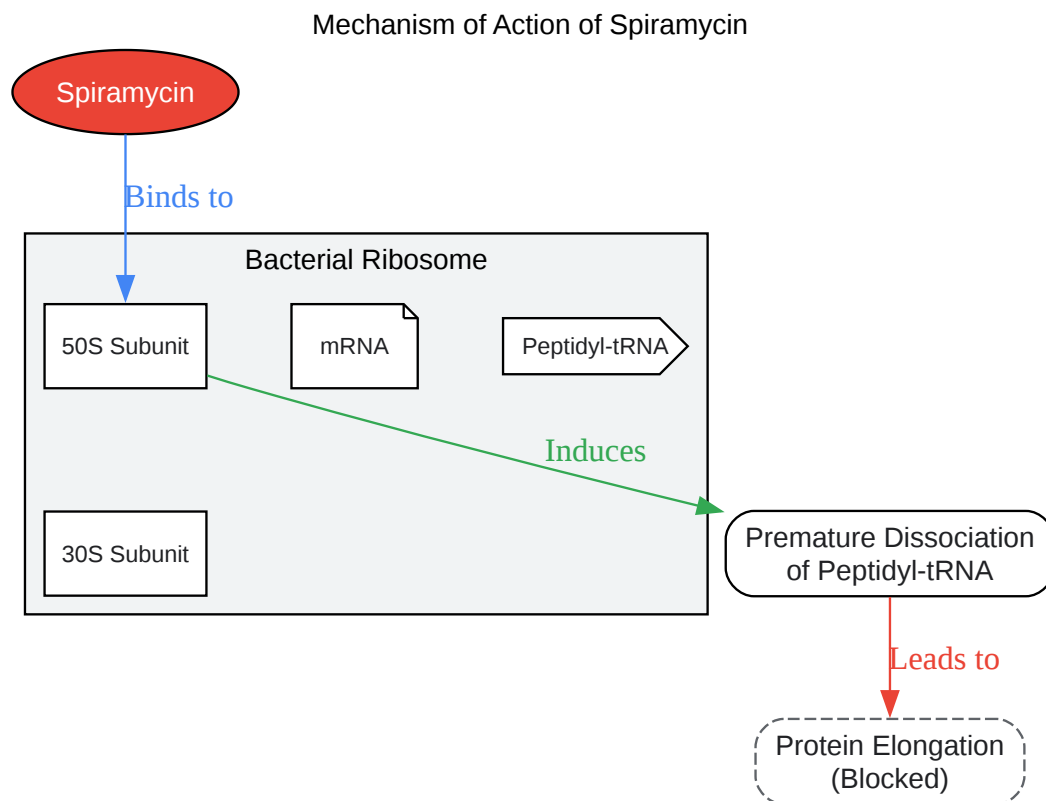 Mechanism of Action of Spiramycin
Spiramycin
Binds to
Bacterial Ribosome
50S Subunit
mRNA
Peptidyl-tRNA
Induces
30S Subunit
Premature Dissociation
of Peptidyl-tRNA
Leads to
Protein Elongation
(Blocked)